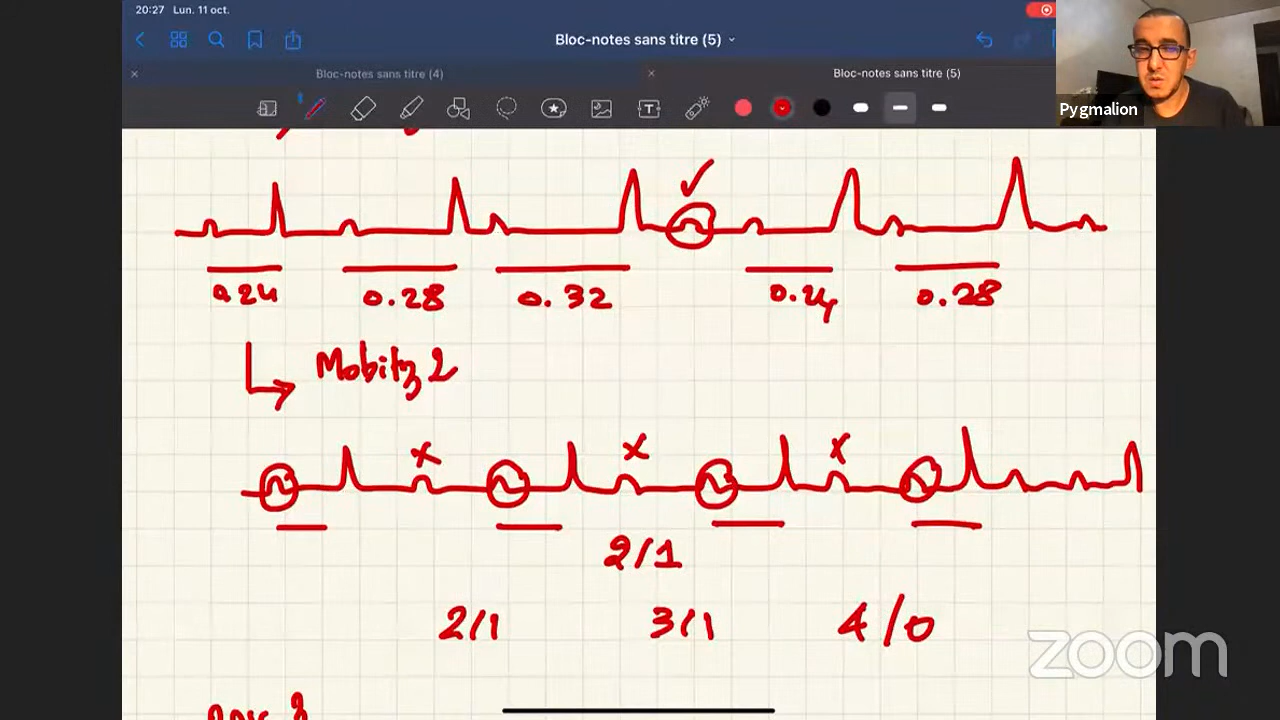 20:27 Lun. 11 oct.
Bloc-notes sans titre (5)
Bloc-notes sans titre (4) Bloc-notes sans titre (5)
Pygmalion
0.24 0.28 0.32 0.24 0.28
Mobitz 2
2/1
2/1 3/1 4/0
zoom